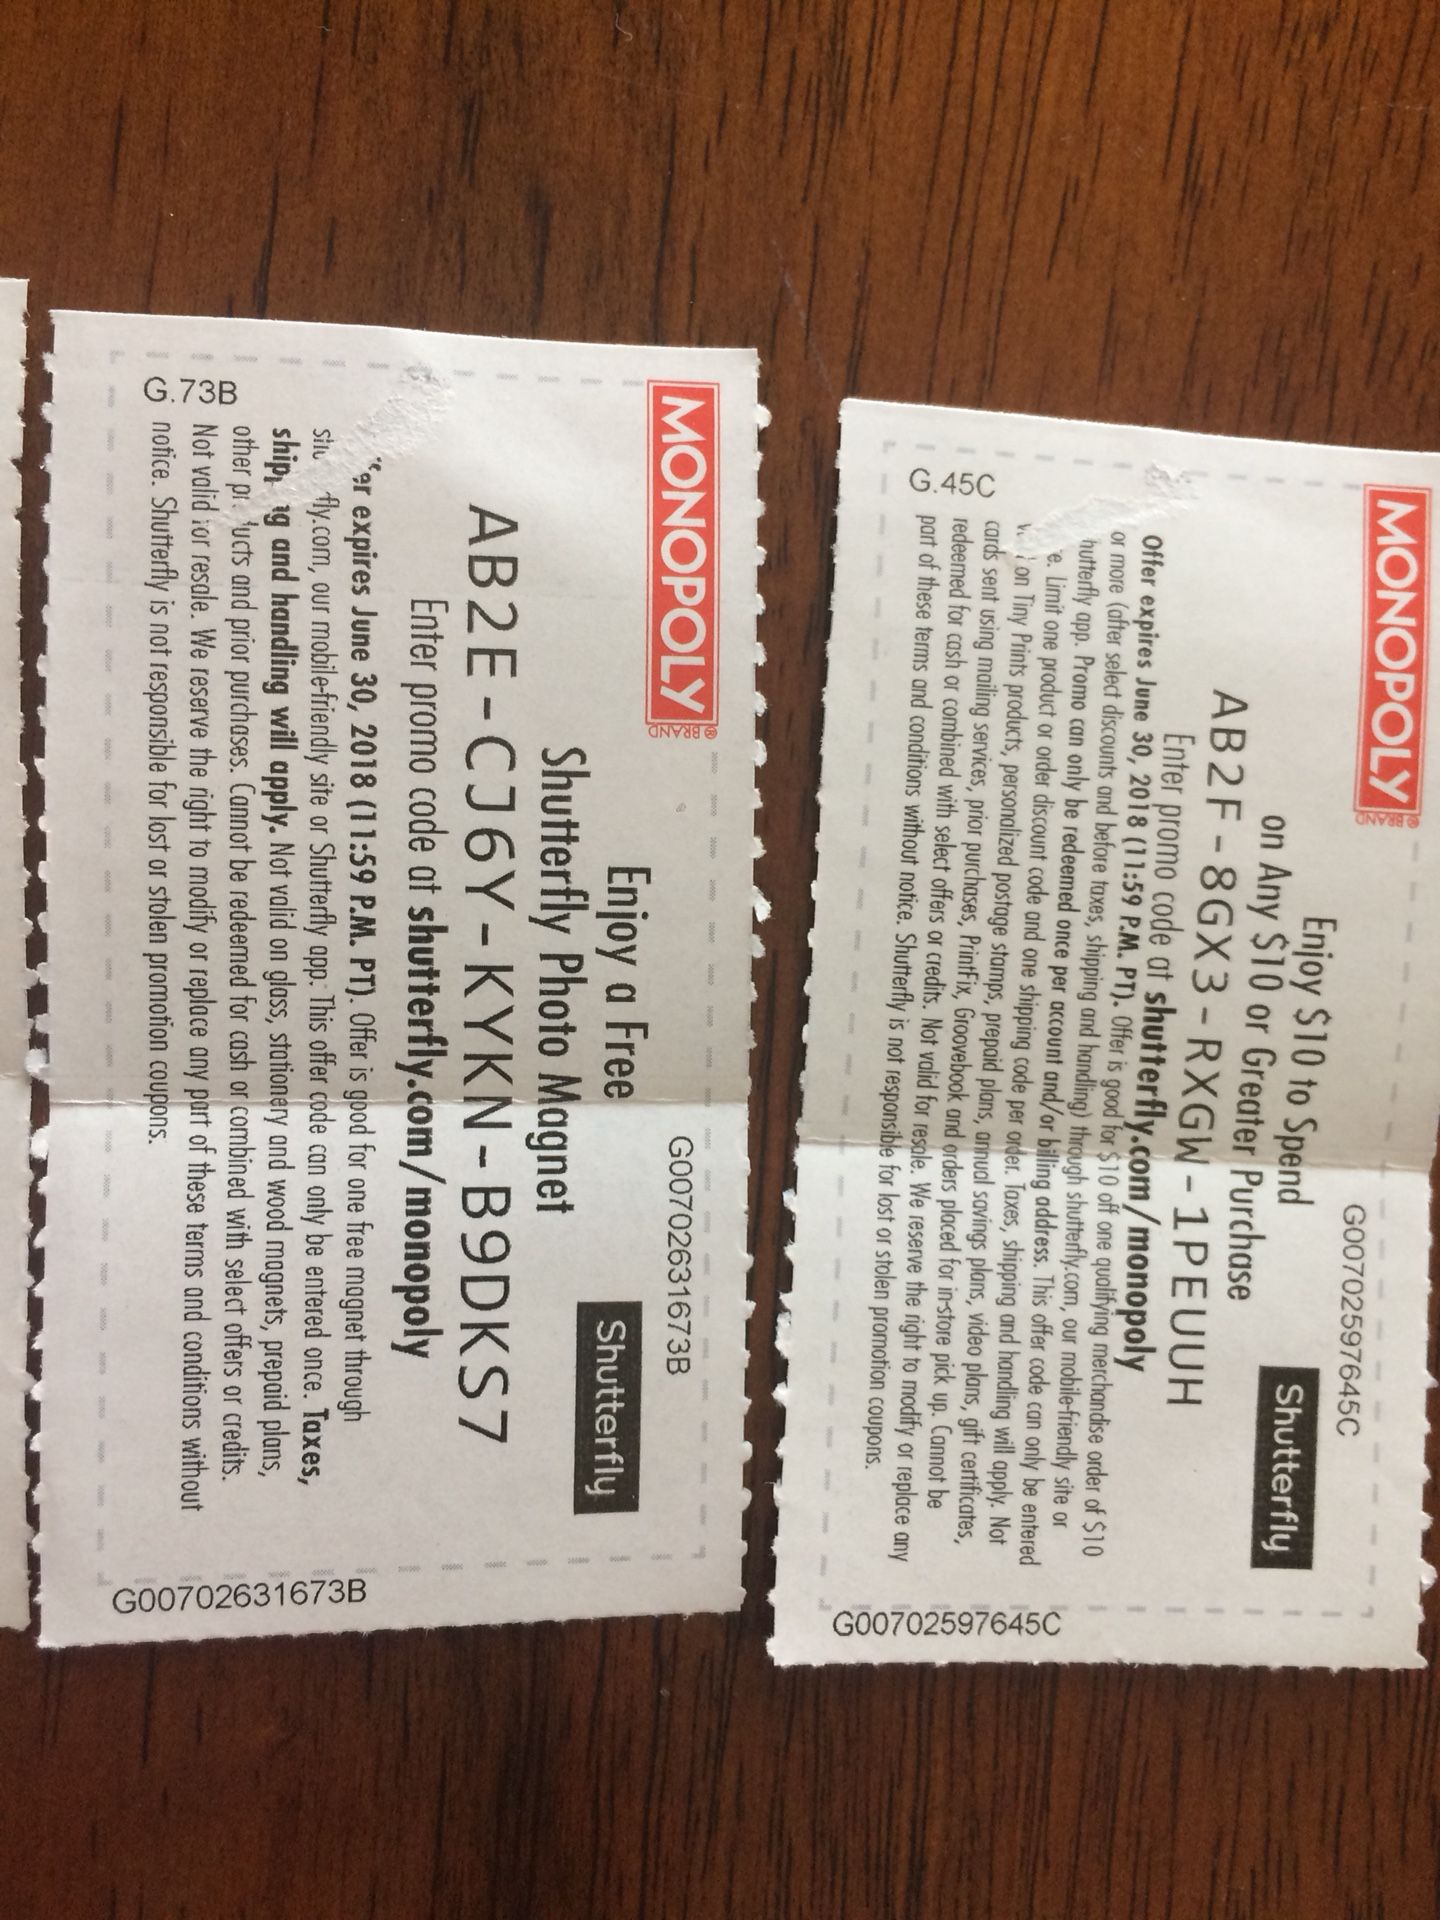 MONOPOLY
® BRAND
G00702597645C
Enjoy $10 to Spend
on Any $10 or Greater Purchase
Shutterfly
AB2F-8GX3-RXGW-1PEUUH
Enter promo code at shutterfly.com/monopoly
Offer expires June 30, 2018 (11:59 P.M. PT). Offer is good for $10 off one qualifying merchandise order of $10
or more (after select discounts and before taxes, shipping and handling) through shutterfly.com, our mobile-friendly site or
hutterfly app. Promo can only be redeemed once per account and/or billing address. This offer code can only be entered
e. Limit one product or order discount code and one shipping code per order. Taxes, shipping and handling will apply. Not
on Tiny Prints products, personalized postage stamps, prepaid plans, annual savings plans, video plans, gift certificates,
cards sent using mailing services, prior purchases, PrintFix, Groovebook and orders placed for in-store pick up. Cannot be
redeemed for cash or combined with select offers or credits. Not valid for resale. We reserve the right to modify or replace any
part of these terms and conditions without notice. Shutterfly is not responsible for lost or stolen promotion coupons.
G.45C
G00702597645C
MONOPOLY
® BRAND
G00702631673B
Enjoy a Free
Shutterfly Photo Magnet
Shutterfly
AB2E-CJ6Y-KYKN-B9DKS7
Enter promo code at shutterfly.com/monopoly
er expires June 30, 2018 (11:59 P.M. PT). Offer is good for one free magnet through
fly.com, our mobile-friendly site or Shutterfly app. This offer code can only be entered once. Taxes,
and handling will apply. Not valid on glass, stationery and wood magnets, prepaid plans,
other and prior purchases. Cannot be redeemed for cash or combined with select offers or credits.
Not valid for resale. We reserve the right to modify or replace any part of these terms and conditions without
notice. Shutterfly is not responsible for lost or stolen promotion coupons.
G.73B
G00702631673B